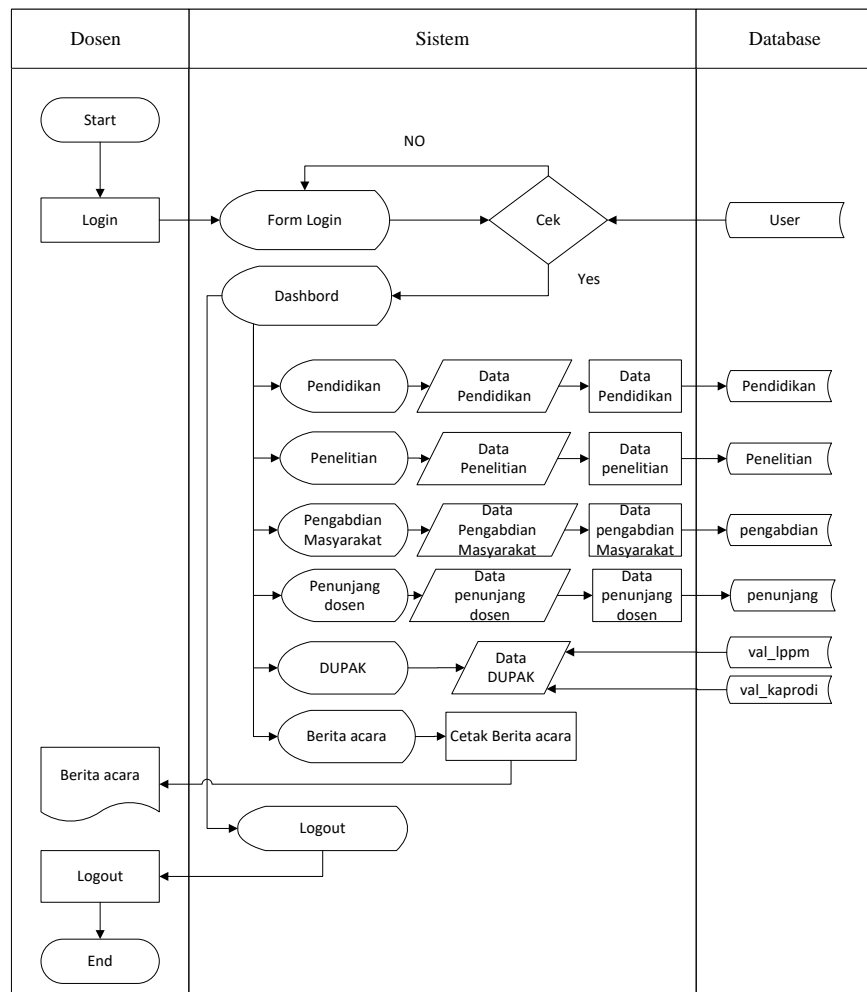 Dosen
Sistem
Database
Start
NO
Login
Form Login
Cek
User
Yes
Dashbord
Pendidikan
Data
Pendidikan
Data
Pendidikan
Pendidikan
Penelitian
Data
Penelitian
Data
penelitian
Penelitian
Pengabdian
Masyarakat
Data
Pengabdian
Masyarakat
Data
pengabdian
Masyarakat
pengabdian
Penunjang
dosen
Data
penunjang
dosen
Data
penunjang
dosen
penunjang
DUPAK
Data
DUPAK
val_lppm
val_kaprodi
Berita acara
Cetak Berita acara
Berita acara
Logout
Logout
End